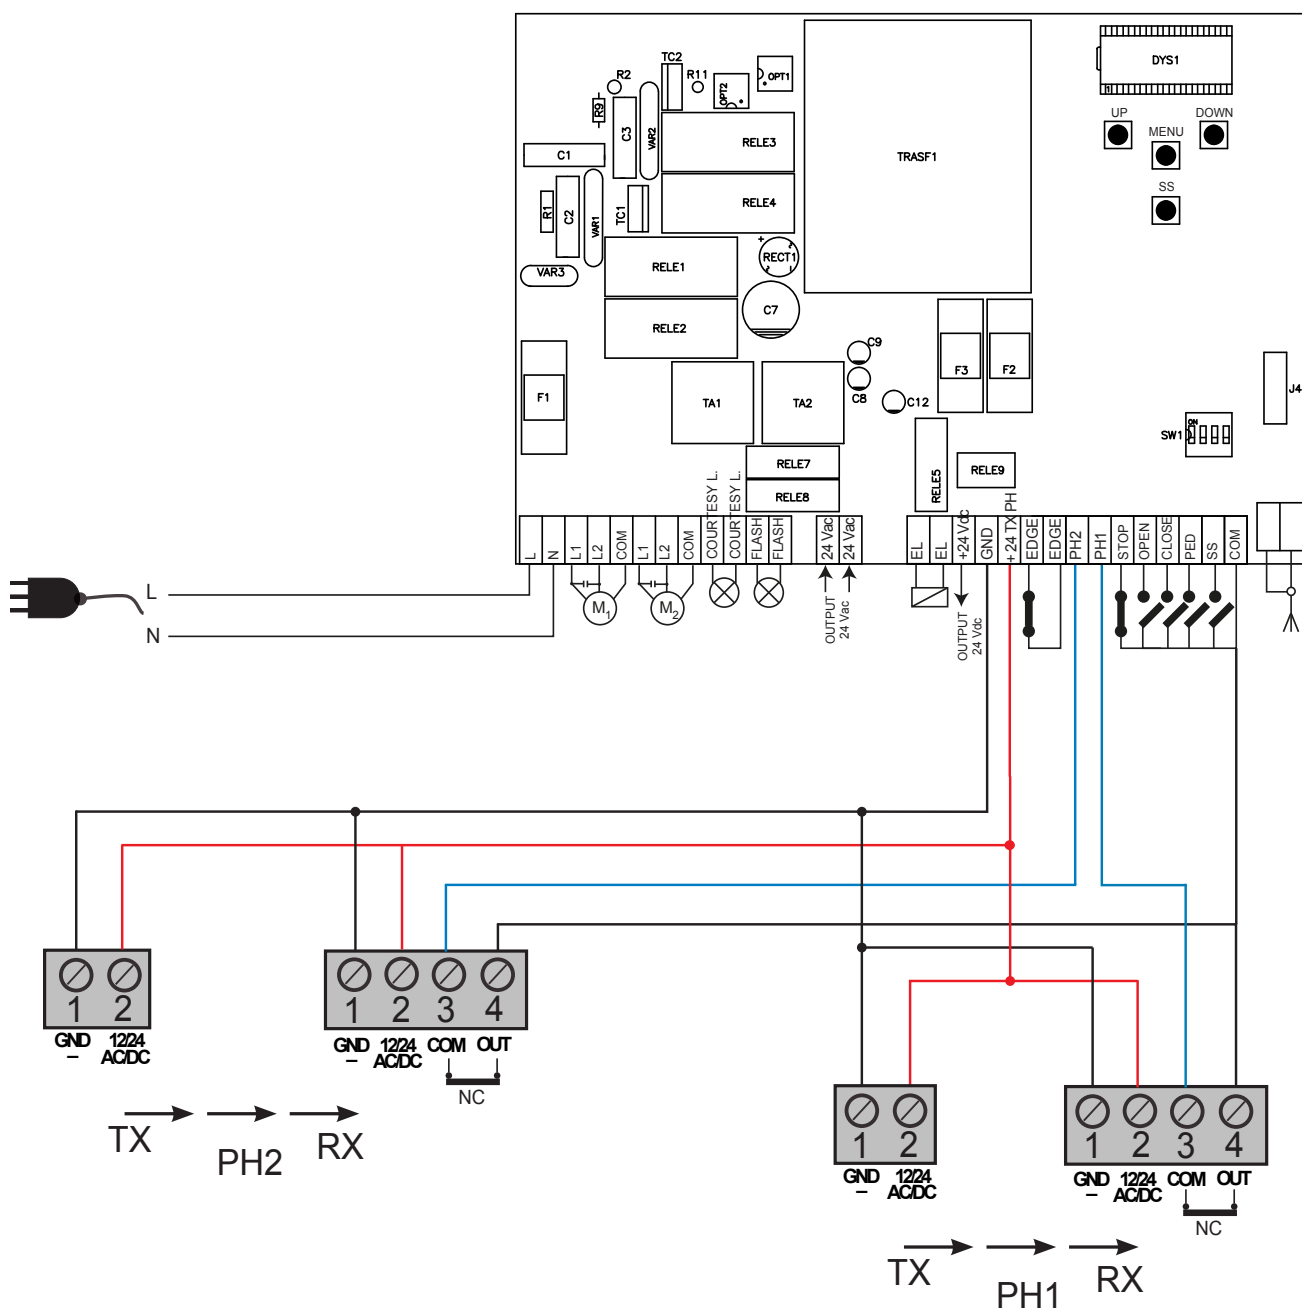 TC2
R2
R11
OPT1
OPT2
DYS1
R9
C3
VAR2
RELE3
UP
DOWN
MENU
C1
TRASF1
SS
R1
C2
VAR1
TC1
RELE4
VAR3
RELE1
RECT1
RELE2
C7
C9
C8
C12
F3
F2
F1
TA1
TA2
J4
SW1
ON
1
RELE7
RELE8
RELE5
RELE9
L
N
L1
L2
COM
L1
L2
COM
COURTESY L.
COURTESY L.
FLASH
FLASH
24 Vac
24 Vac
EL
EL
+24 Vdc
GND
+ 24 TX PH
EDGE
EDGE
PH2
PH1
STOP
OPEN
CLOSE
PED
SS
COM
L
N
M1
M2
OUTPUT
24 Vac
OUTPUT
24 Vdc
1 2
GND 12/24
– AC/DC
1 2 3 4
GND 12/24 COM OUT
– AC/DC
NC
TX PH2 RX
1 2
GND 12/24
– AC/DC
1 2 3 4
GND 12/24 COM OUT
– AC/DC
NC
TX PH1 RX